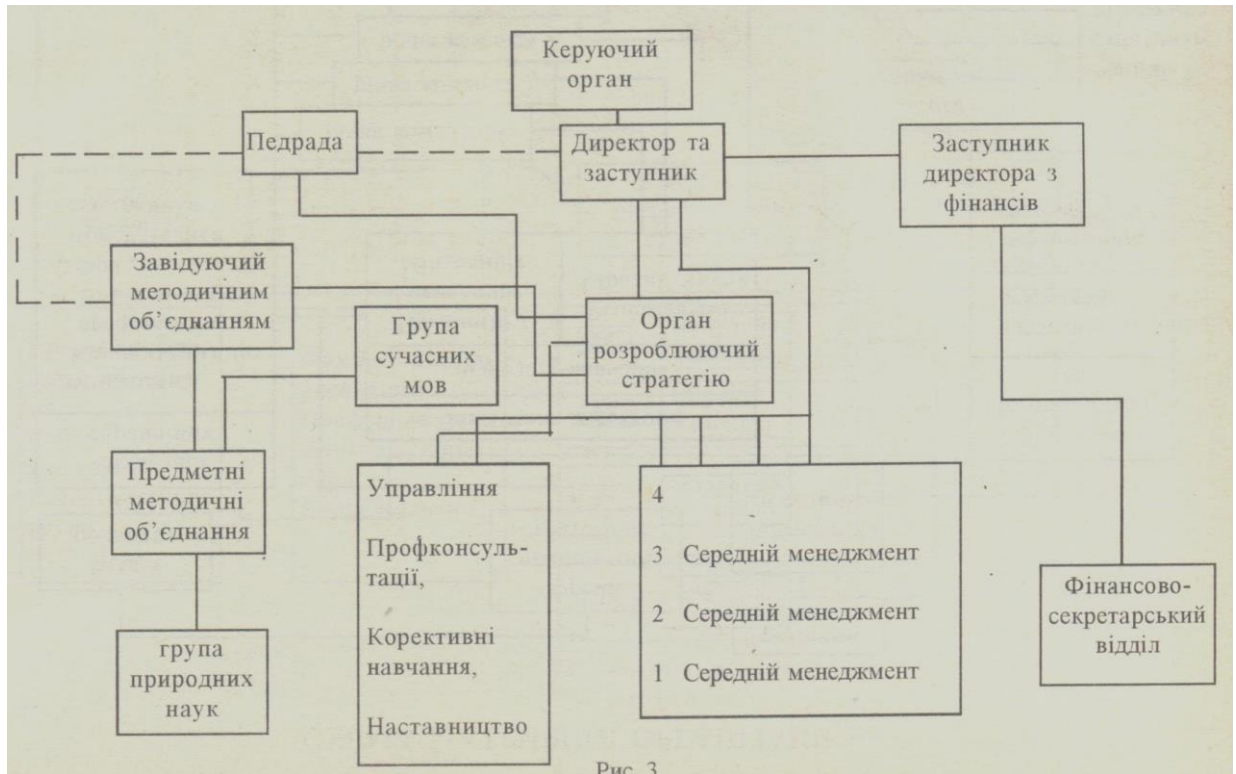 Керуючий
орган
Педрада
Директор та
заступник
Заступник
директора з
фінансів
Завідуючий
методичним
об’єднанням
Група
сучасних
мов
Орган
розроблюючий
стратегію
Предметні
методичні
об’єднання
Управління
Профконсуль-
тації,
Корективні
навчання,
Наставництво
4
3 Середній менеджмент
2 Середній менеджмент
1 Середній менеджмент
Фінансово-
секретарський
відділ
група
природних
наук
Рис. 3